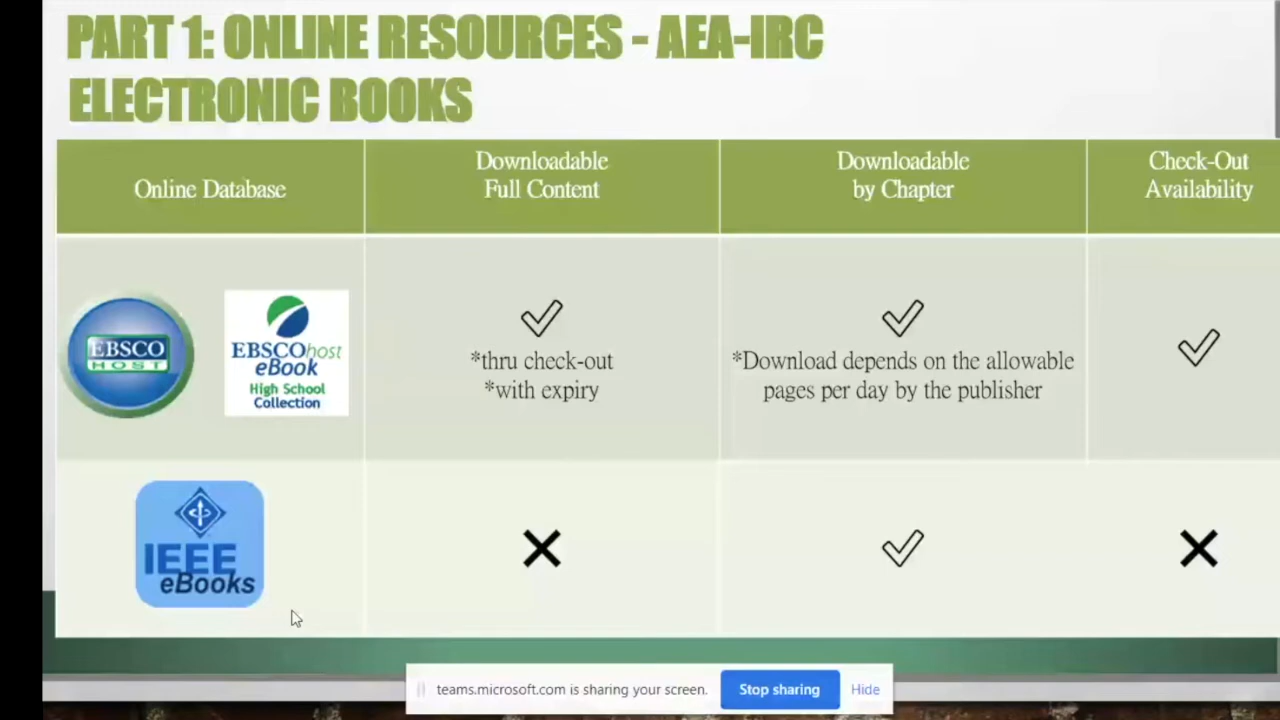 PART 1: ONLINE RESOURCES - AEA-IRC
ELECTRONIC BOOKS
Online Database
Downloadable
Full Content
Downloadable
by Chapter
Check-Out
Availability
EBSCO
HOST
EBSCOhost
eBook
High School
Collection
*thru check-out
*with expiry
*Download depends on the allowable
pages per day by the publisher
IEEE
eBooks
teams.microsoft.com is sharing your screen.
Stop sharing
Hide